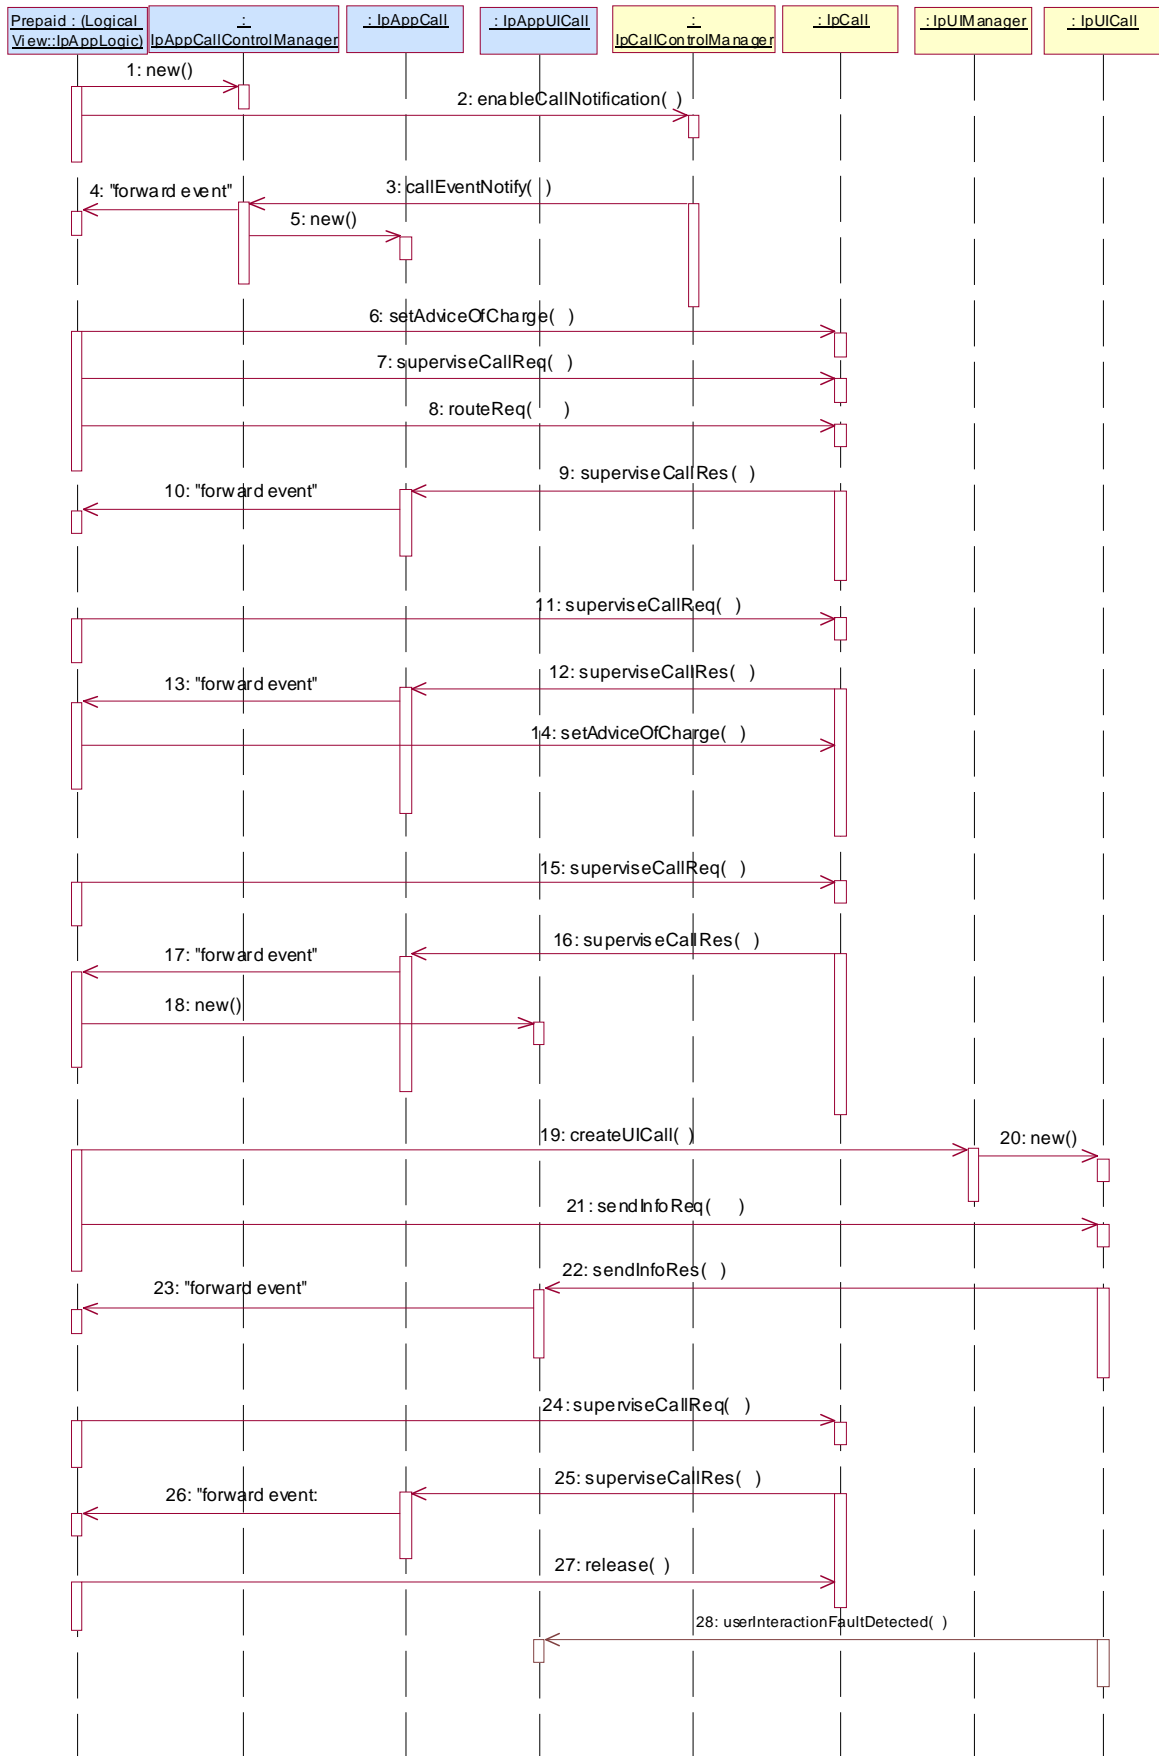 Prepaid : (Logical
View::IpAppLogic)
:
IpAppCallControlManager
: IpAppCall
: IpAppUICall
:
IpCallControlManager
: IpCall
: IpUIManager
: IpUICall
1: new()
2: enableCallNotification( )
3: callEventNotify( )
4: "forward event"
5: new()
6: setAdviceOfCharge( )
7: superviseCallReq( )
8: routeReq( )
9: superviseCallRes( )
10: "forward event"
11: superviseCallReq( )
12: superviseCallRes( )
13: "forward event"
14: setAdviceOfCharge( )
15: superviseCallReq( )
16: superviseCallRes( )
17: "forward event"
18: new()
19: createUICall( )
20: new()
21: sendInfoReq( )
22: sendInfoRes( )
23: "forward event"
24: superviseCallReq( )
25: superviseCallRes( )
26: "forward event:
27: release( )
28: userInteractionFaultDetected( )